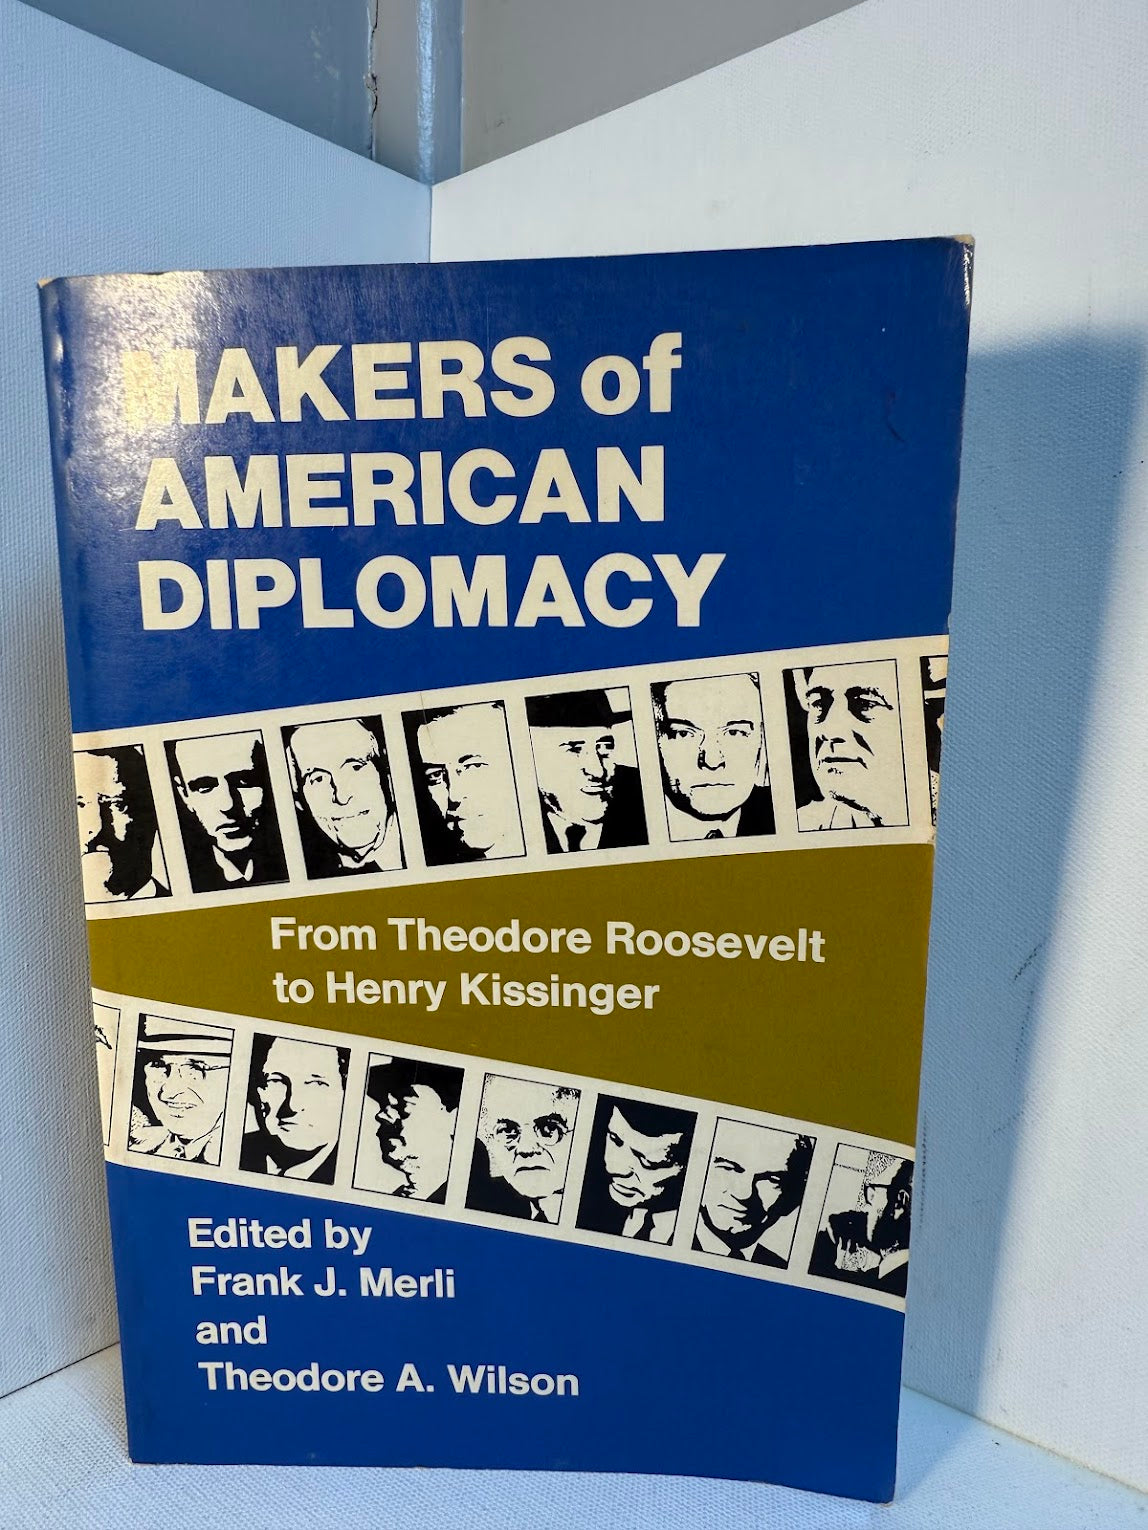 MAKERS of
AMERICAN
DIPLOMACY
From Theodore Roosevelt
to Henry Kissinger
Edited by
Frank J. Merli
and
Theodore A. Wilson